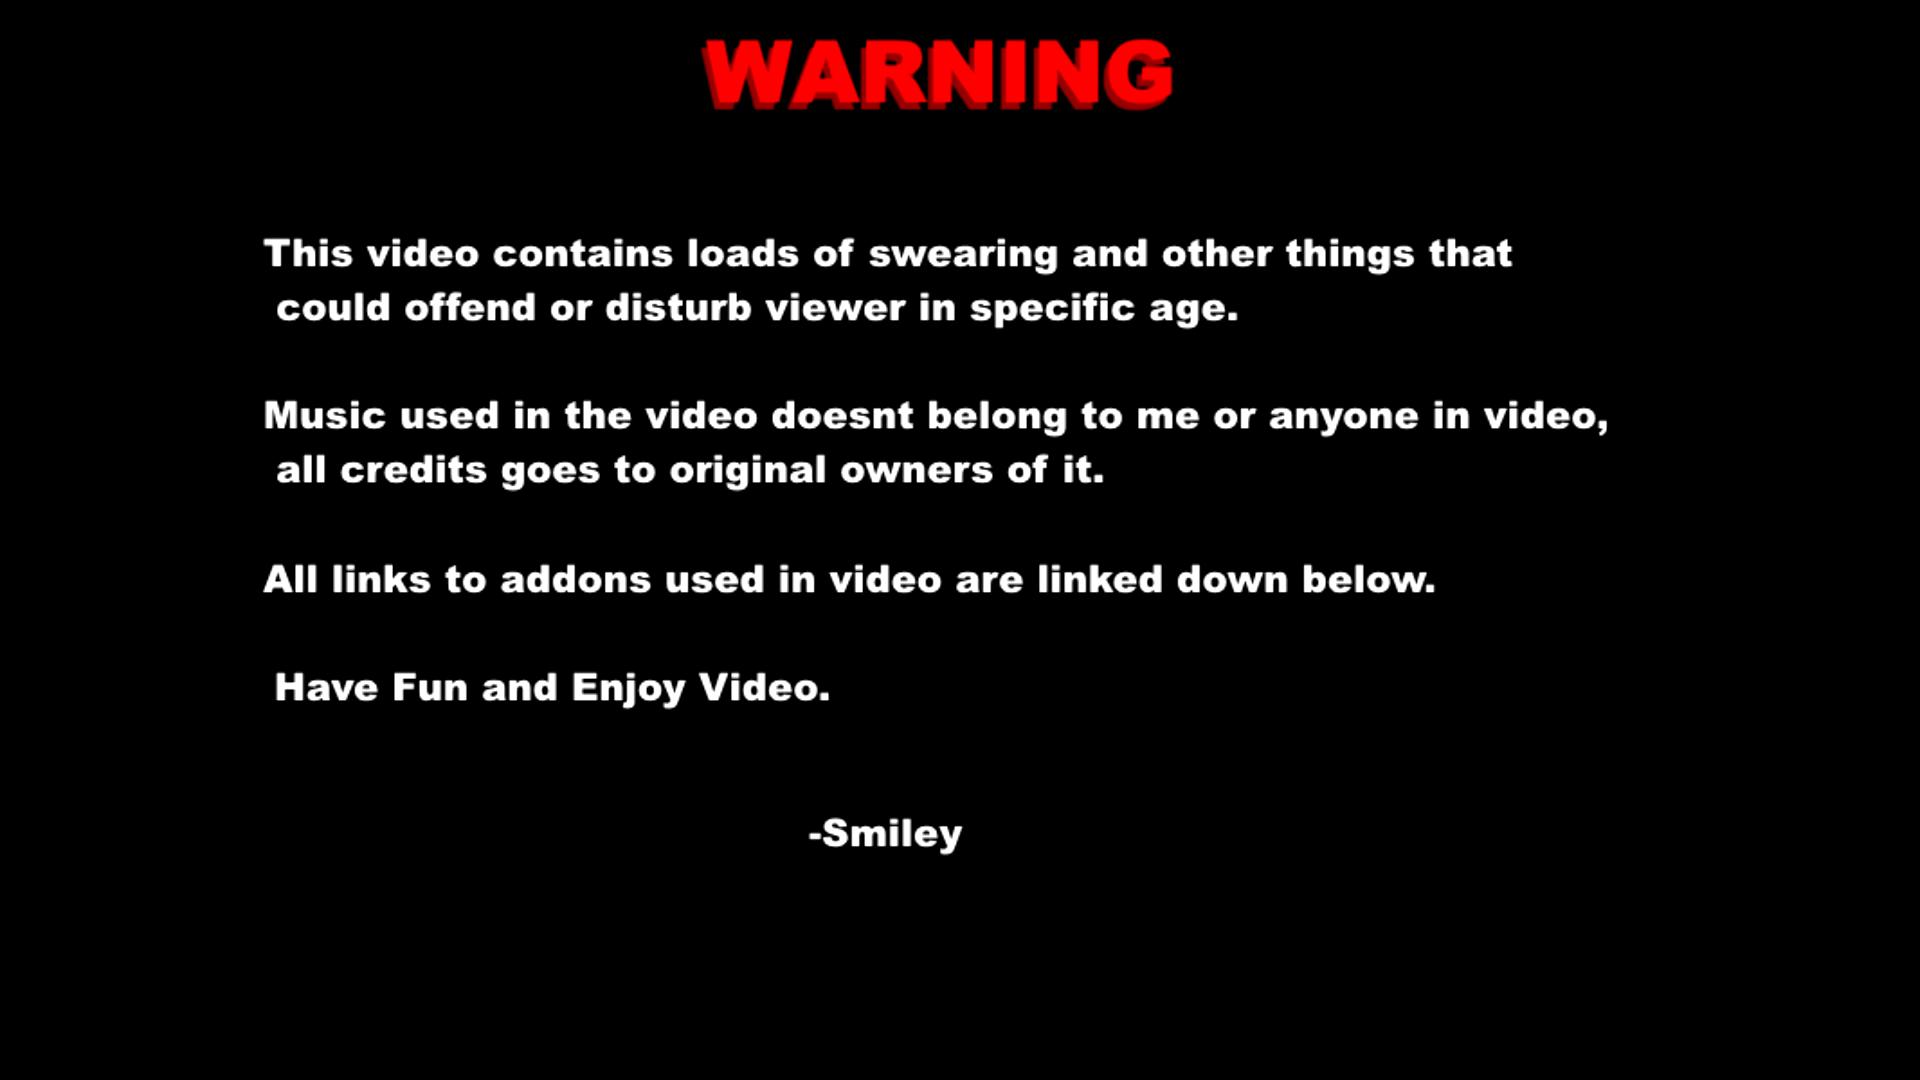 WARNING
This video contains loads of swearing and other things that
could offend or disturb viewer in specific age.
Music used in the video doesnt belong to me or anyone in video,
all credits goes to original owners of it.
All links to addons used in video are linked down below.
Have Fun and Enjoy Video.
-Smiley